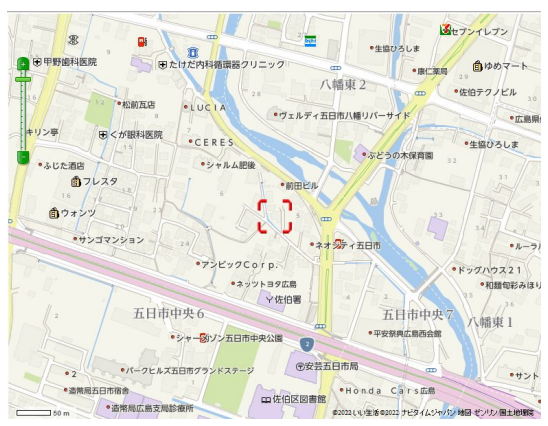 セブンイレブン
甲野歯科医院
生協ひろしま
ゆめマート
たけだ内科循環器クリニック
康仁薬局
八幡東2
佐伯テクノビル
松前瓦店
LUCIA
ヴェルディ五日市八幡リバーサイド
広島県
キリン亭
くが眼科医院
生協ひろしま
CERES
ぶどうの木保育園
ふじた酒店
シャルム肥後
フレスタ
前田ビル
ウォンツ
サンゴマンション
ネオシティ五日市
ルーラ
アンビックCorp.
ドッグハウス21
ネッツトヨタ広島
和麺旬彩みほり
佐伯署
五日市中央6
五日市中央7
八幡東1
五日市中央公園
平安祭典広島西会館
2
パークヒルズ五日市グランドステージ
安芸五日市局
2
サント
造幣局五日市宿舎
Honda Cars広島
佐伯区図書館
造幣局広島支局診療所
80 m
©2022 いい生活 ©2022 ナビタイムジャパン 地図 ゼンリン 国土地理院